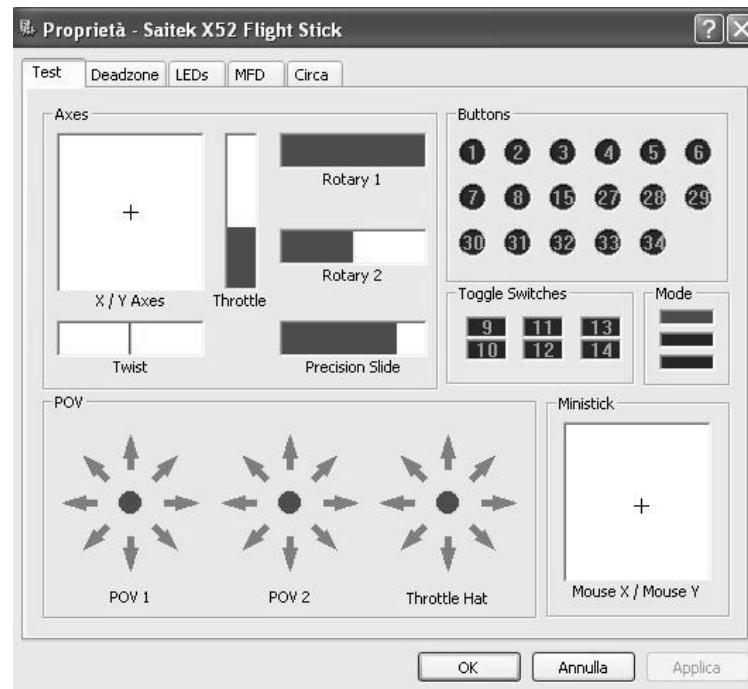 Proprietà - Saitek X52 Flight Stick
Test Deadzone LEDs MFD Circa
Axes
X / Y Axes
Throttle
Rotary 1
Rotary 2
Twist
Precision Slide
Buttons
1 2 3 4 5 6
7 8 15 27 28 29
30 31 32 33 34
Toggle Switches
9 11 13
10 12 14
Mode
POV
POV 1
POV 2
Throttle Hat
Ministick
Mouse X / Mouse Y
OK Annulla Applica